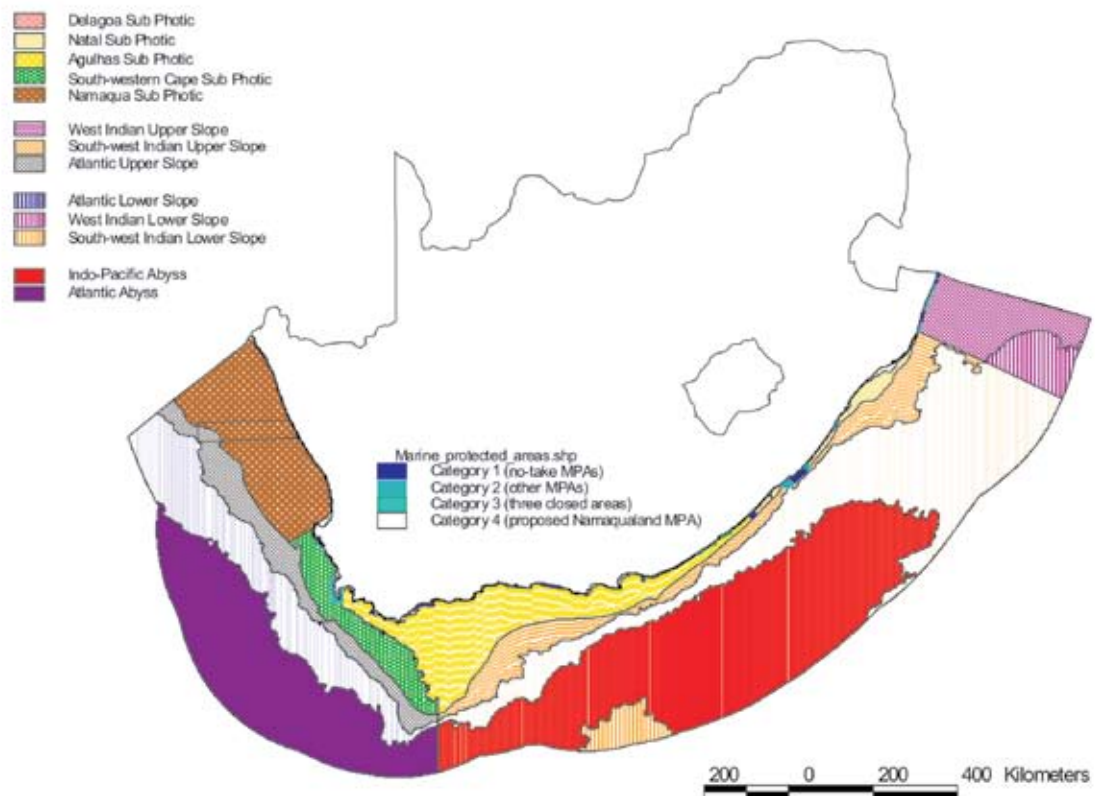 Delagoa Sub Photic
Natal Sub Photic
Agulhas Sub Photic
South-western Cape Sub Photic
Namaqua Sub Photic
West Indian Upper Slope
South-west Indian Upper Slope
Atlantic Upper Slope
Atlantic Lower Slope
West Indian Lower Slope
South-west Indian Lower Slope
Indo-Pacific Abyss
Atlantic Abyss
Marine_protected_areas.shp
Category 1 (no-take MPAs)
Category 2 (other MPAs)
Category 3 (three closed areas)
Category 4 (proposed Namaqualand MPA)
200 0 200 400 Kilometers